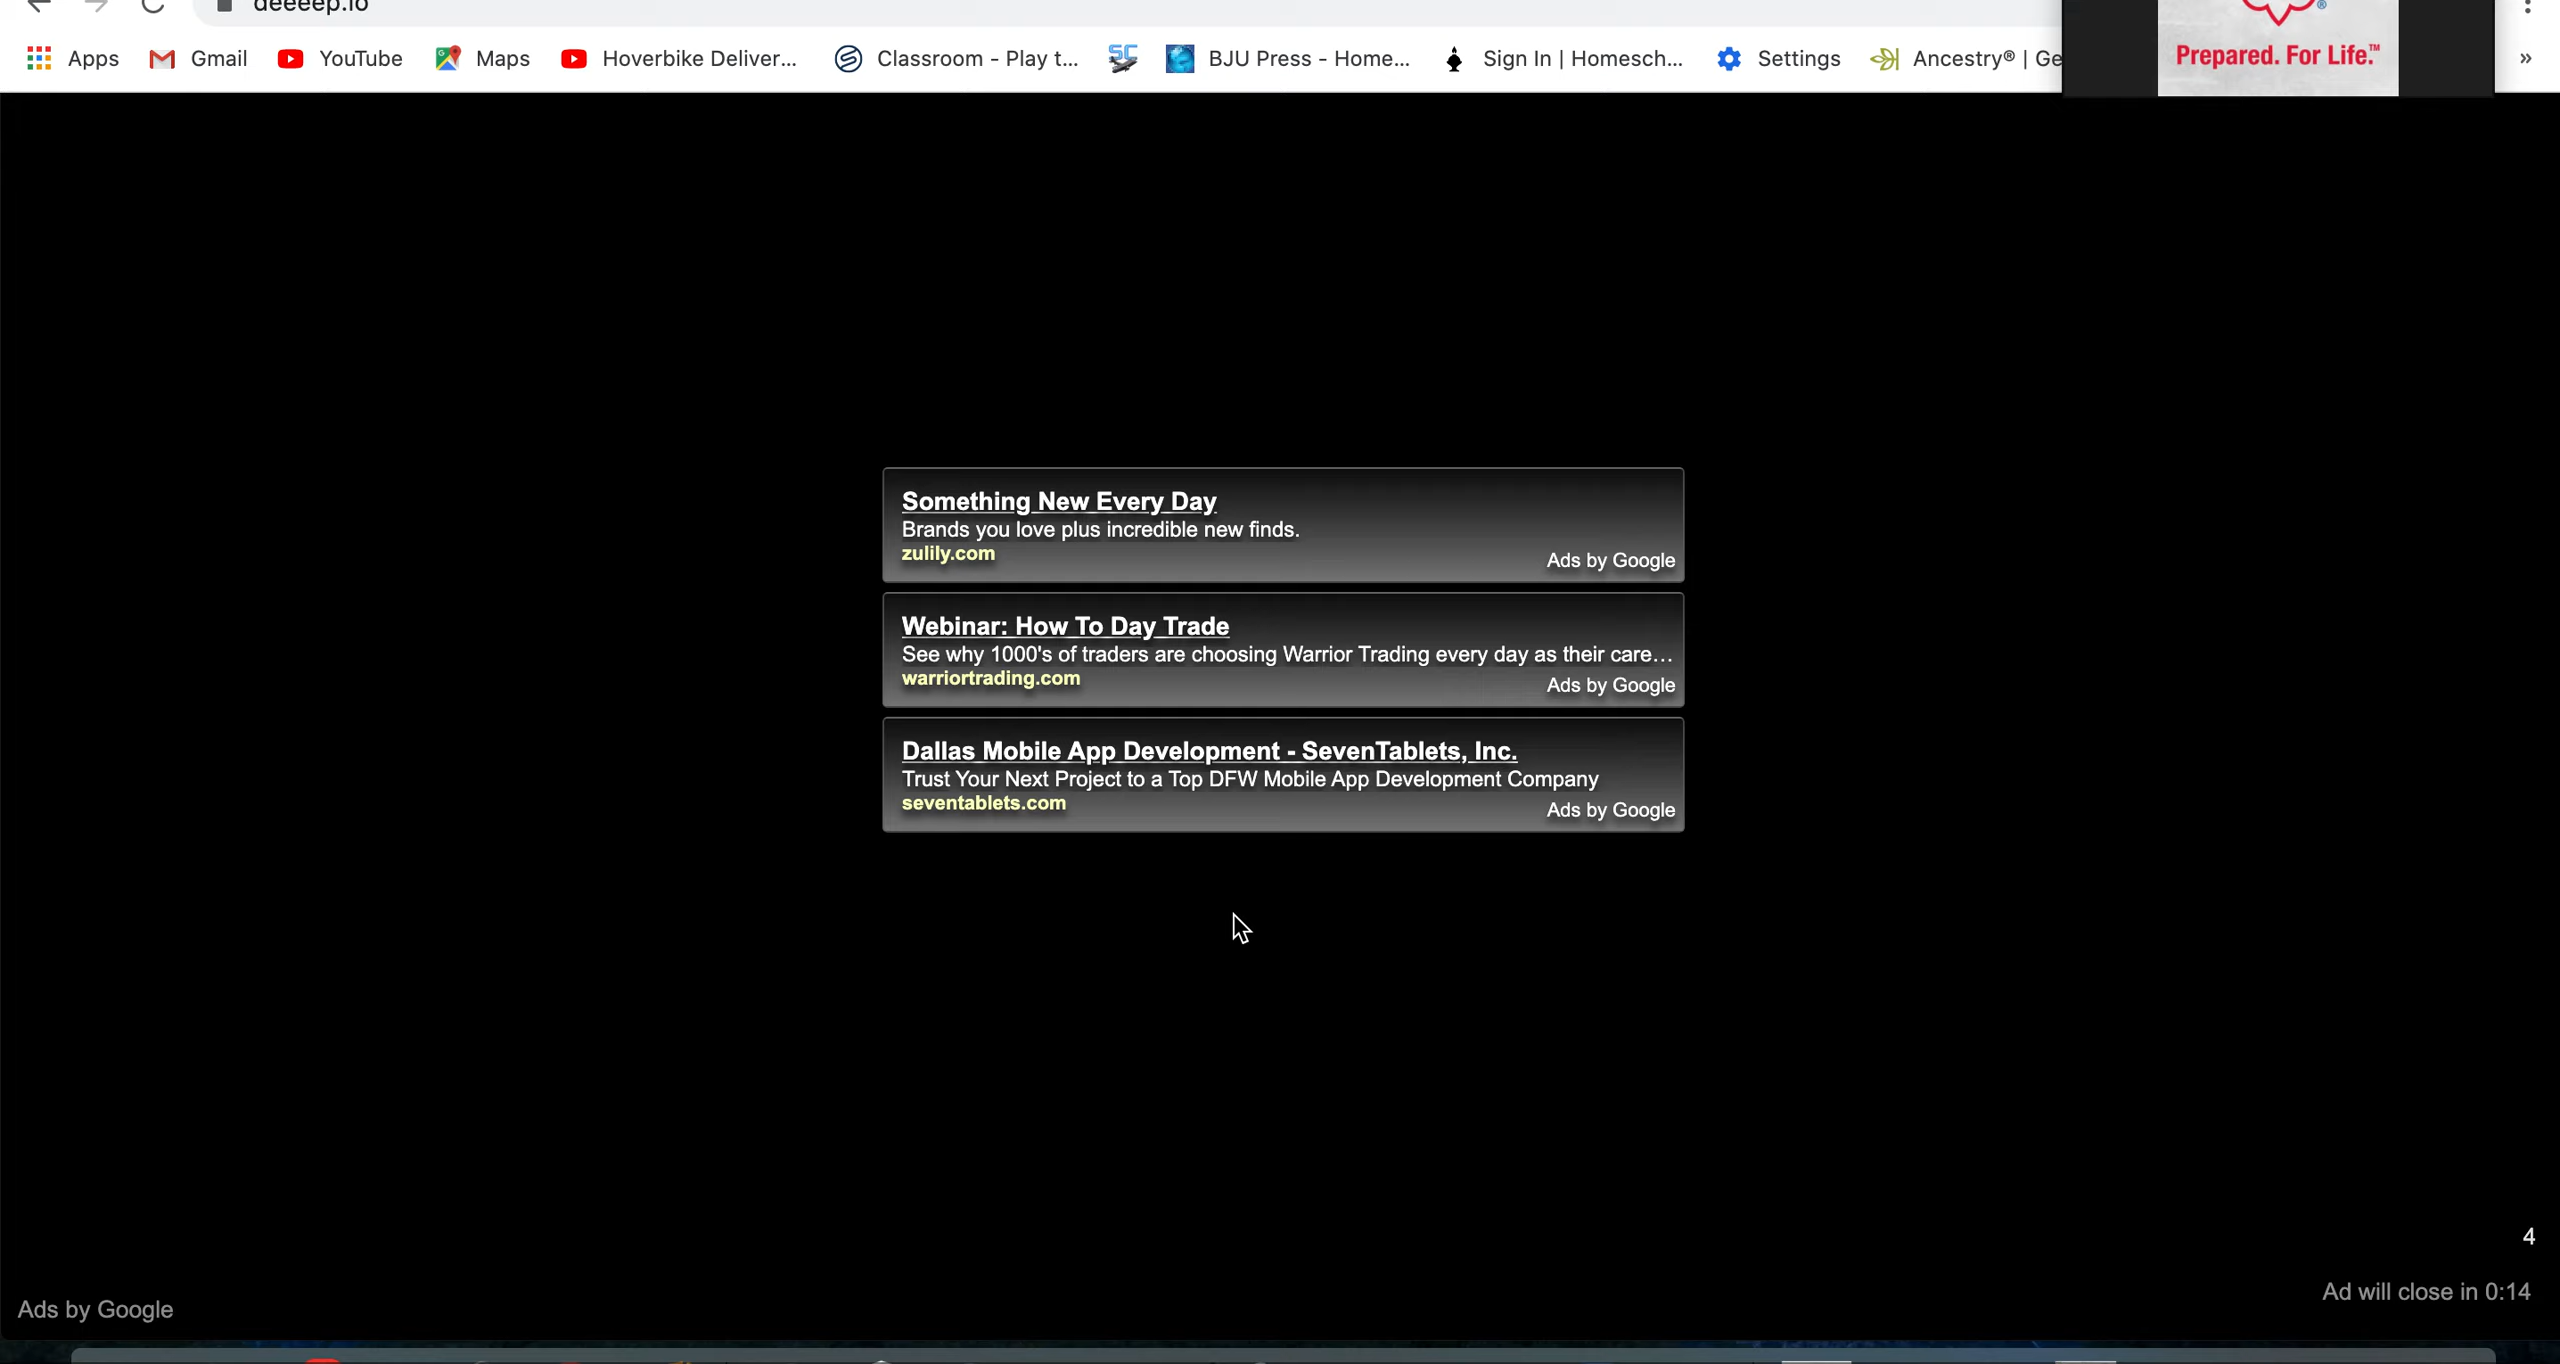 deeeep.io
Apps Gmail YouTube Maps Hoverbike Deliver... Classroom - Play t... SC BJU Press - Home... Sign In | Homesch... Settings Ancestry® | Ge »
®
Prepared. For Life.™
Something New Every Day
Brands you love plus incredible new finds.
zulily.com
Ads by Google
Webinar: How To Day Trade
See why 1000's of traders are choosing Warrior Trading every day as their care...
warriortrading.com
Ads by Google
Dallas Mobile App Development - SevenTablets, Inc.
Trust Your Next Project to a Top DFW Mobile App Development Company
seventablets.com
Ads by Google
4
Ad will close in 0:14
Ads by Google